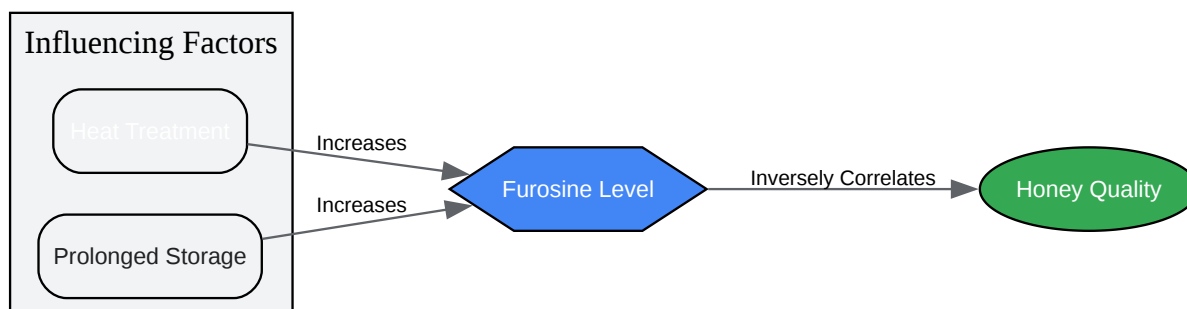 Influencing Factors
Heat Treatment
Increases
Prolonged Storage
Increases
Furosine Level
Inversely Correlates
Honey Quality